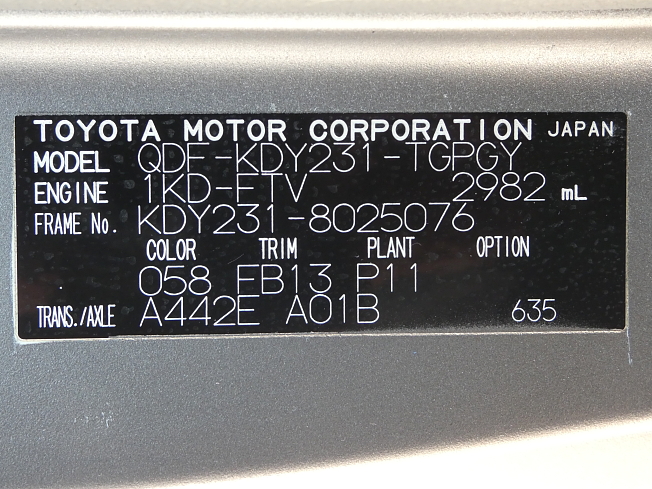 TOYOTA MOTOR CORPORATION JAPAN
MODEL QDF-KDY231-TGPGY
ENGINE 1KD-FTV 2982 mL
FRAME No. KDY231-8025076
COLOR TRIM PLANT OPTION
058 FB13 P11
TRANS./AXLE A442E A01B 635